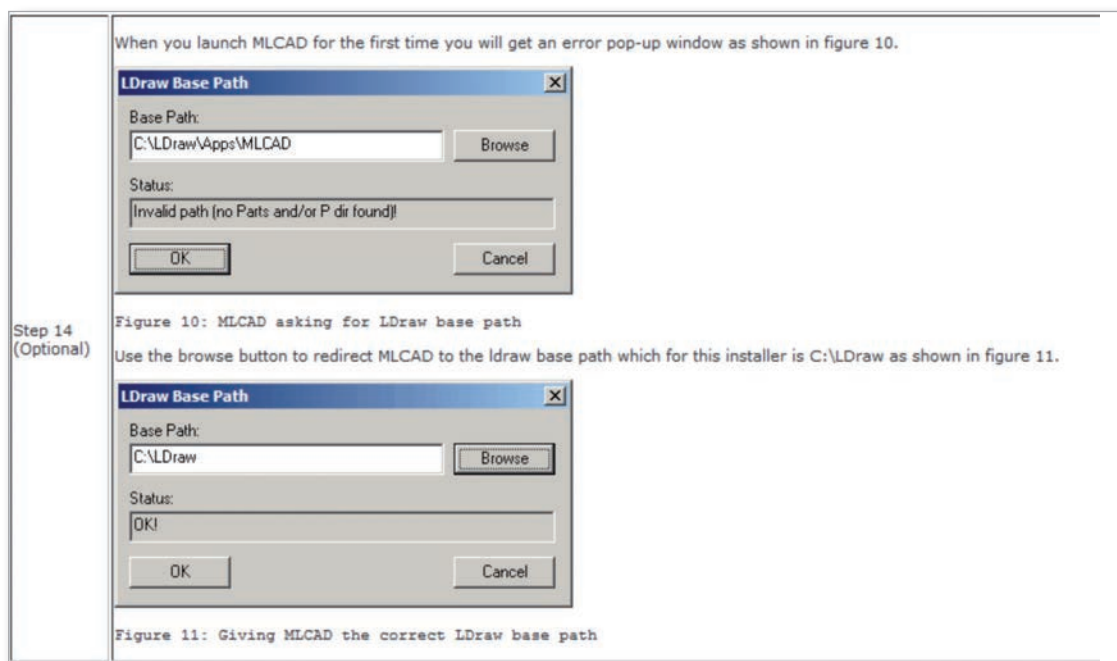 When you launch MLCAD for the first time you will get an error pop-up window as shown in figure 10.
LDraw Base Path
Base Path:
C:\LDraw\Apps\MLCAD
Browse
Status:
Invalid path (no Parts and/or P dir found)!
OK
Cancel
Figure 10: MLCAD asking for LDraw base path
Step 14
(Optional)
Use the browse button to redirect MLCAD to the ldraw base path which for this installer is C:\LDraw as shown in figure 11.
LDraw Base Path
Base Path:
C:\LDraw
Browse
Status:
OK!
OK
Cancel
Figure 11: Giving MLCAD the correct LDraw base path